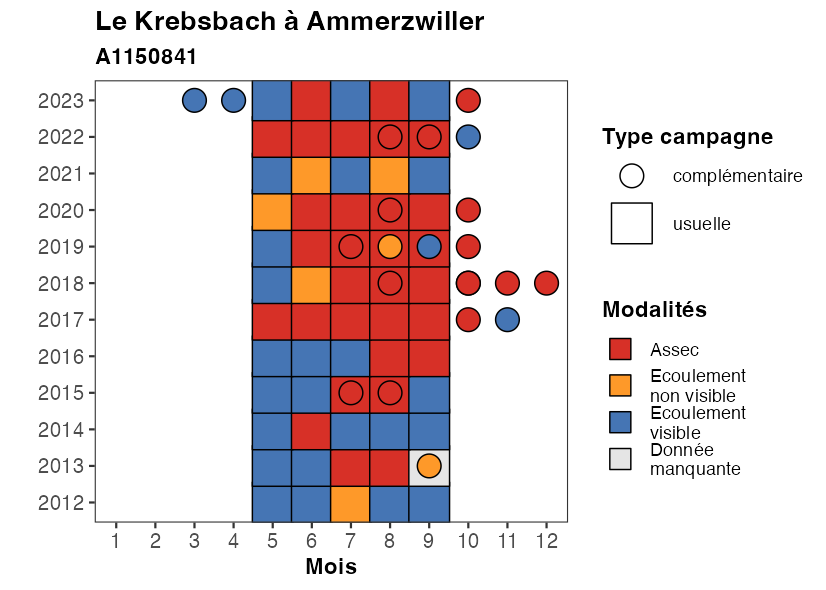 Le Krebsbach à Ammerzwiller
A1150841
2023
2022
2021
2020
2019
2018
2017
2016
2015
2014
2013
2012
1 2 3 4 5 6 7 8 9 10 11 12
Mois
Type campagne
complémentaire
usuelle
Modalités
Assec
Ecoulement
non visible
Ecoulement
visible
Donnée
manquante